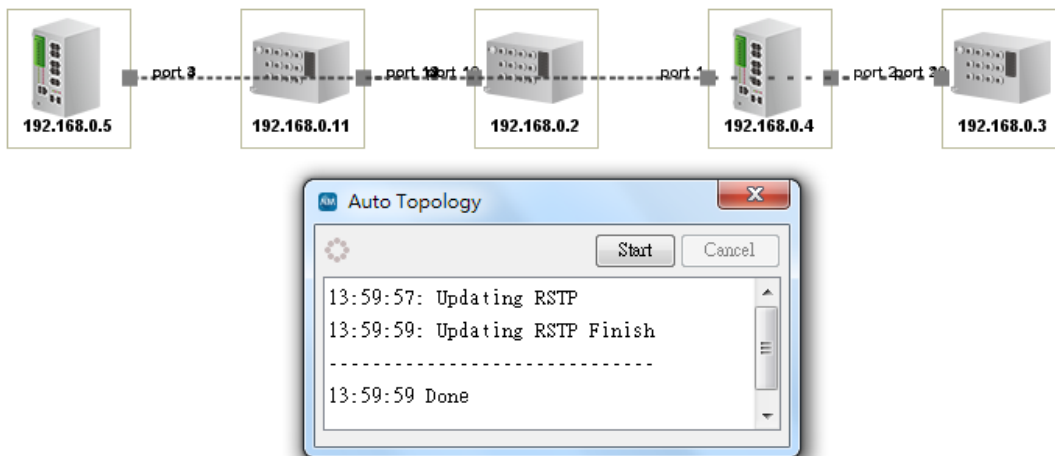 port 3
port
port
port 1
port 2
port
192.168.0.5
192.168.0.11
192.168.0.2
192.168.0.4
192.168.0.3
Auto Topology
Start
Cancel
13:59:57: Updating RSTP
13:59:59: Updating RSTP Finish
------------------------------
13:59:59 Done